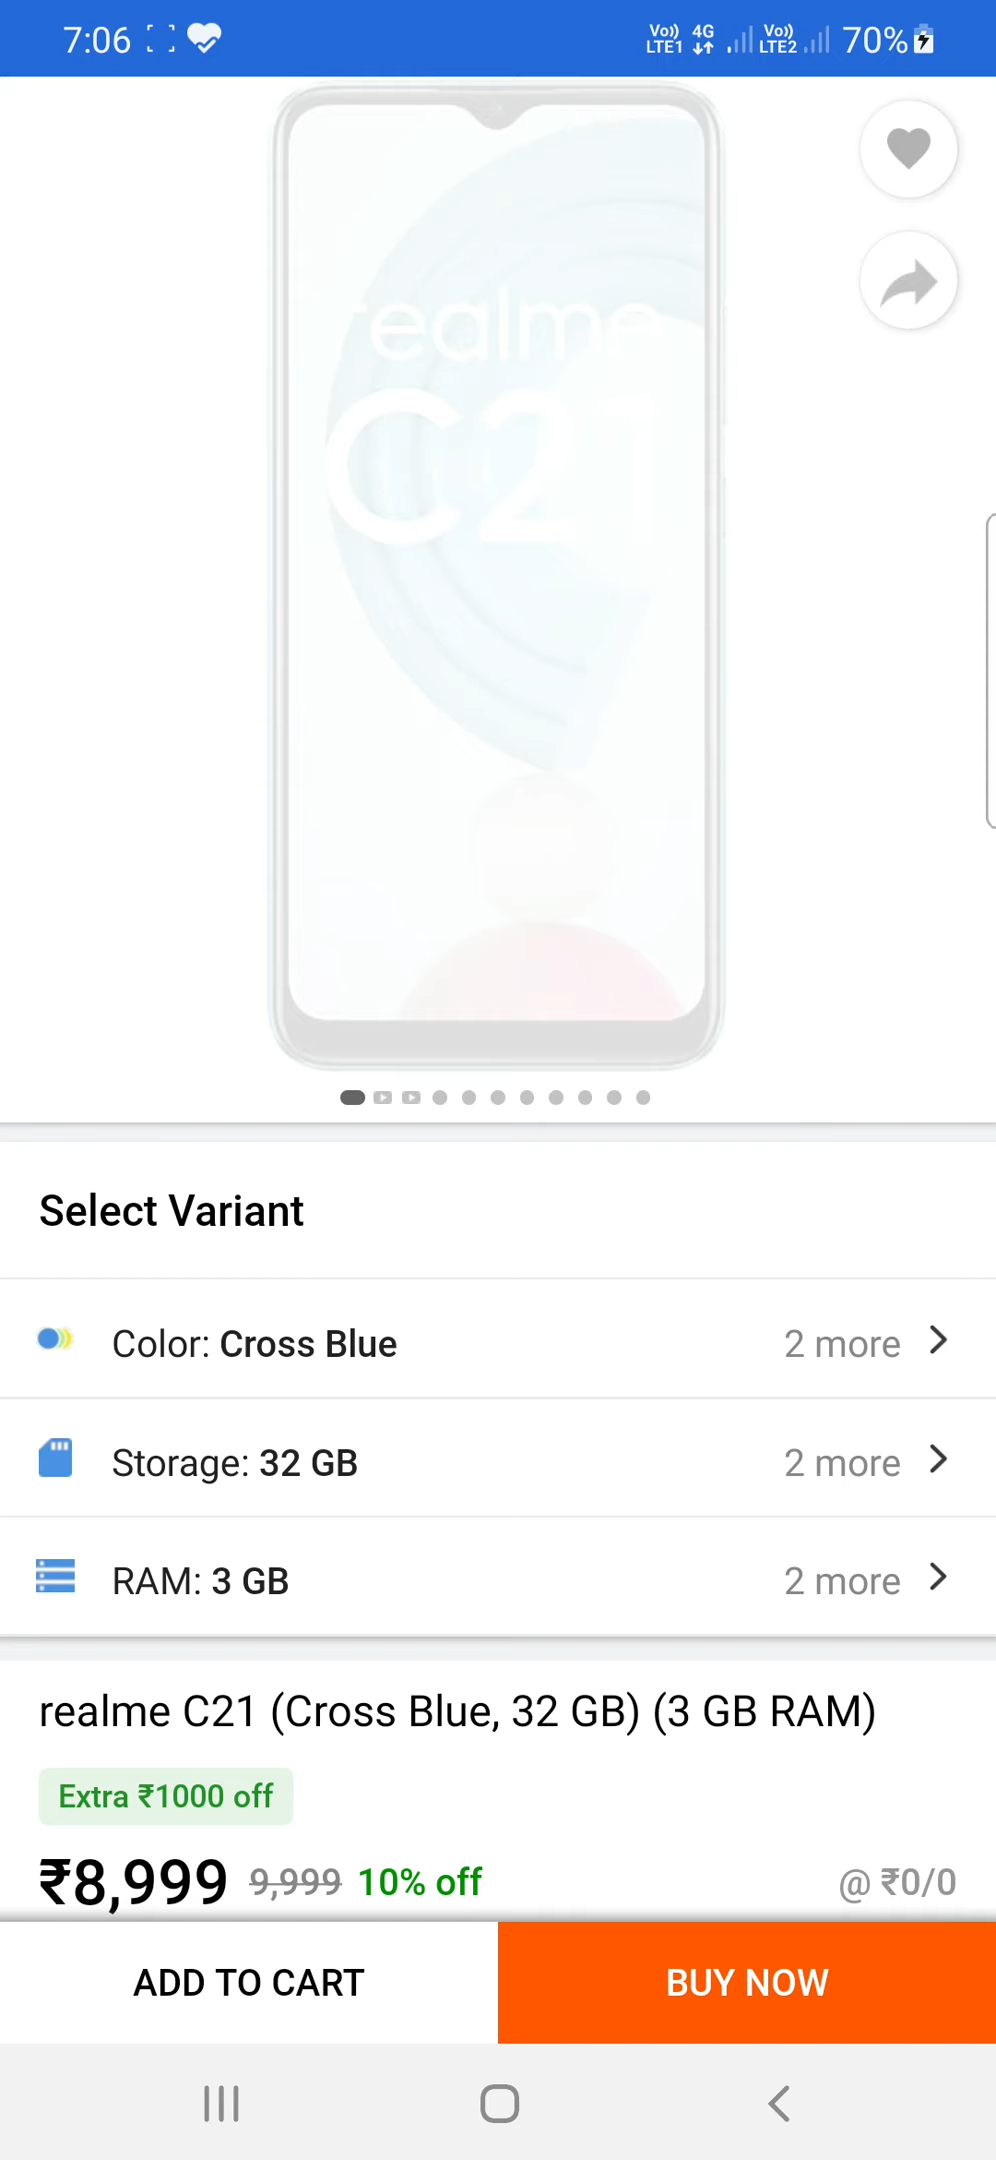 7:06 Vo)) LTE1 4G Vo)) LTE2 70%
realme
C21
Select Variant
Color: Cross Blue 2 more
Storage: 32 GB 2 more
RAM: 3 GB 2 more
realme C21 (Cross Blue, 32 GB) (3 GB RAM)
Extra ₹1000 off
₹8,999 9,999 10% off @ ₹0/0
ADD TO CART BUY NOW